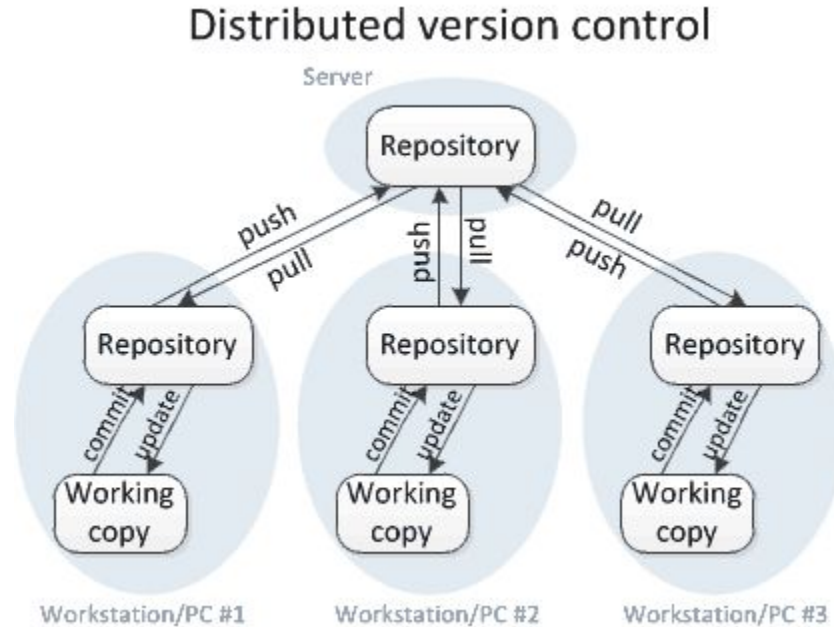 Distributed version control
Server
Repository
push
pull
push
pull
pull
push
Repository
Repository
Repository
commit
update
commit
update
commit
update
Working
copy
Working
copy
Working
copy
Workstation/PC #1
Workstation/PC #2
Workstation/PC #3